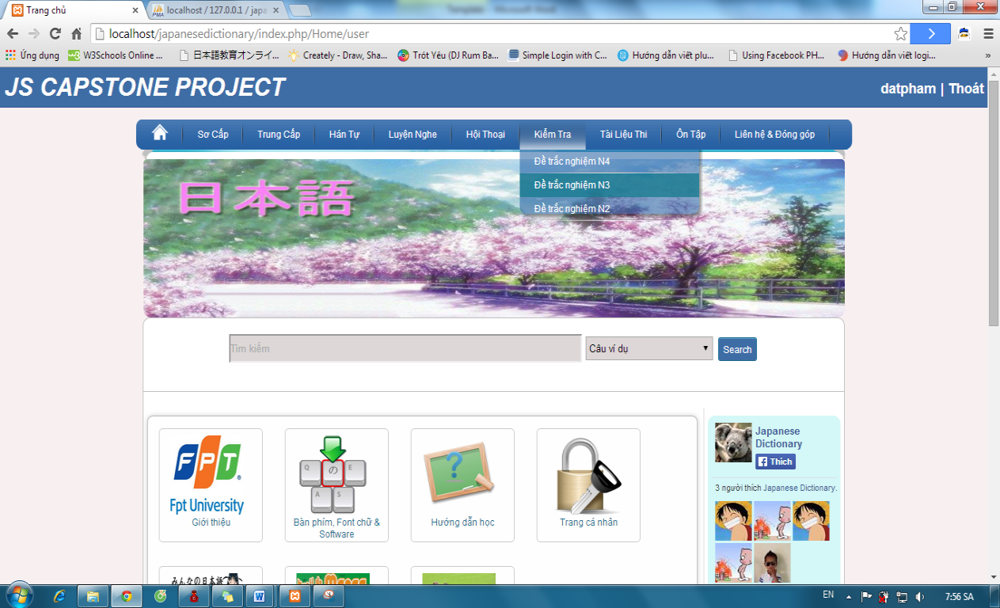 Trang chủ
localhost / 127.0.0.1 / japa
localhost/japanesedictionary/index.php/Home/user
Ứng dụng
W3Schools Online ...
日本語教育オンライ...
Creately - Draw, Sha...
Trót Yêu (DJ Rum Ba...
Simple Login with C...
Hướng dẫn viết plu...
Using Facebook PH...
Hướng dẫn viết logi...
»
JS CAPSTONE PROJECT
datpham | Thoát
Sơ Cấp
Trung Cấp
Hán Tự
Luyện Nghe
Hội Thoại
Kiểm Tra
Tài Liệu Thi
Ôn Tập
Liên hệ & Đóng góp
Đề trắc nghiệm N4
Đề trắc nghiệm N3
Đề trắc nghiệm N2
日本語
Tìm kiếm
Câu ví dụ
Search
FPT
Fpt University
Giới thiệu
Q
の
E
A
S
Bàn phím, Font chữ &
Software
?
Hướng dẫn học
Trang cá nhân
Japanese
Dictionary
Thích
3 người thích Japanese Dictionary.
みんなの日本語
EN
7:56 SA